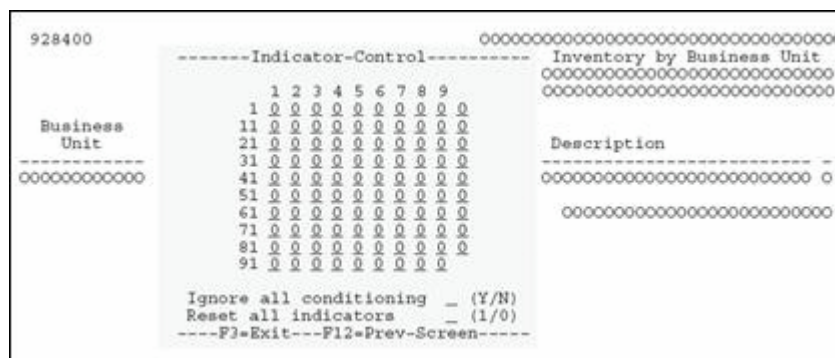 928400 OOOOOOOOOOOOOOOOOOOOOOOOOOOOOOOOOO
-------Indicator-Control---------- Inventory by Business Unit
OOOOOOOOOOOOOOOOOOOOOOOOOOOO
1 2 3 4 5 6 7 8 9 OOOOOOOOOOOOOOOOOOOOOOOOOOOO
1 0 0 0 0 0 0 0 0 0 0
Business 11 0 0 0 0 0 0 0 0 0 0
Unit 21 0 0 0 0 0 0 0 0 0 0 Description
------------ 31 0 0 0 0 0 0 0 0 0 0 -------------------------- -
OOOOOOOOOOOO 41 0 0 0 0 0 0 0 0 0 0 OOOOOOOOOOOOOOOOOOOOOOOOOO O
51 0 0 0 0 0 0 0 0 0 0
61 0 0 0 0 0 0 0 0 0 0 OOOOOOOOOOOOOOOOOOOOOOOOOO
71 0 0 0 0 0 0 0 0 0 0
81 0 0 0 0 0 0 0 0 0 0
91 0 0 0 0 0 0 0 0 0
Ignore all conditioning _ (Y/N)
Reset all indicators _ (1/0)
----F3=Exit---F12=Prev-Screen-----